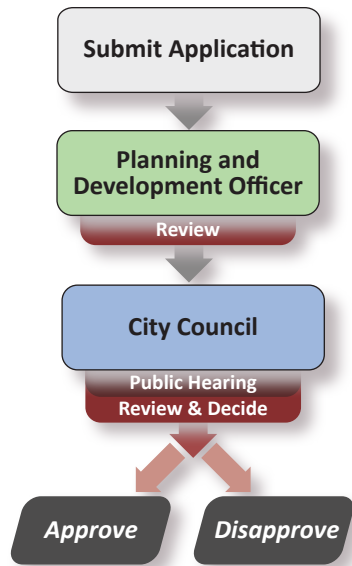 Submit Application
Planning and
Development Officer
Review
City Council
Public Hearing
Review & Decide
Approve
Disapprove